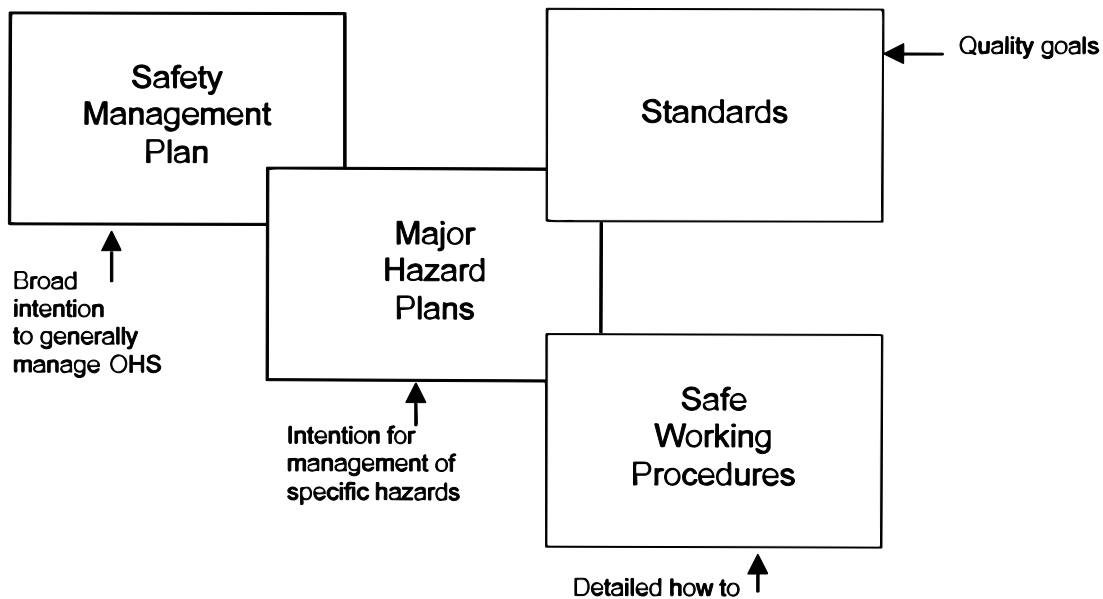 Safety
Management
Plan
Standards
Quality goals
Major
Hazard
Plans
Broad
intention
to generally
manage OHS
Intention for
management of
specific hazards
Safe
Working
Procedures
Detailed how to